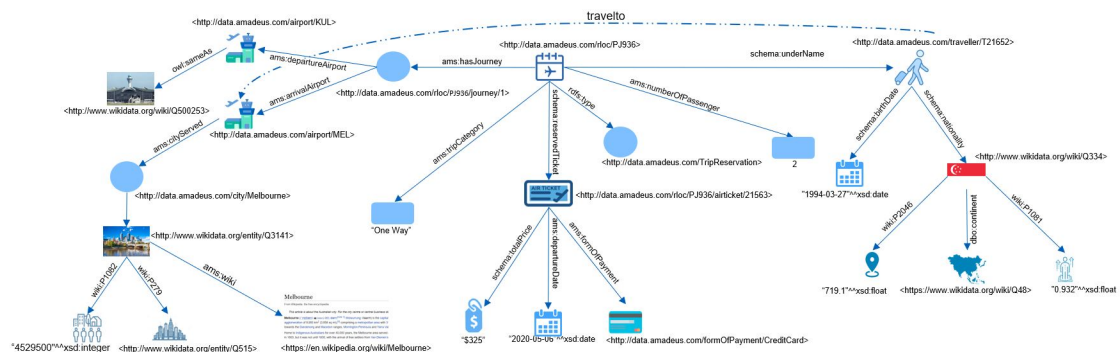 travelto
<http://data.amadeus.com/airport/KUL>
<http://data.amadeus.com/rloc/PJ936>
schema:underName
<http://data.amadeus.com/traveller/T21652>
owl:sameAs
ams:departureAirport
ams:hasJourney
<http://www.wikidata.org/wiki/Q500253>
ams:arrivalAirport
<http://data.amadeus.com/rloc/PJ936/journey/1>
ams:numberOfPassenger
rdfs:type
schema:birthDate
schema:nationality
<http://data.amadeus.com/airport/MEL>
ams:cityServed
ams:tripCategory
schema:reservedTicket
<http://data.amadeus.com/TripReservation>
2
<http://www.wikidata.org/wiki/Q334>
<http://data.amadeus.com/city/Melbourne>
AIR TICKET
<http://data.amadeus.com/rloc/PJ936/airticket/21563>
"1994-03-27"^^xsd:date
"One Way"
<http://www.wikidata.org/entity/Q3141>
wiki:P2046
dbo:continent
wiki:P1081
schema:totalPrice
ams:departureDate
ams:formOfPayment
wiki:P1082
wiki:P279
ams:wiki
"719.1"^^xsd:float
<https://www.wikidata.org/wiki/Q48>
"0.932"^^xsd:float
Melbourne
"4529500"^^xsd:integer
<http://www.wikidata.org/entity/Q515>
<https://en.wikipedia.org/wiki/Melbourne>
$
"$325"
"2020-05-06"^^xsd:date
<http://data.amadeus.com/formOfPayment/CreditCard>